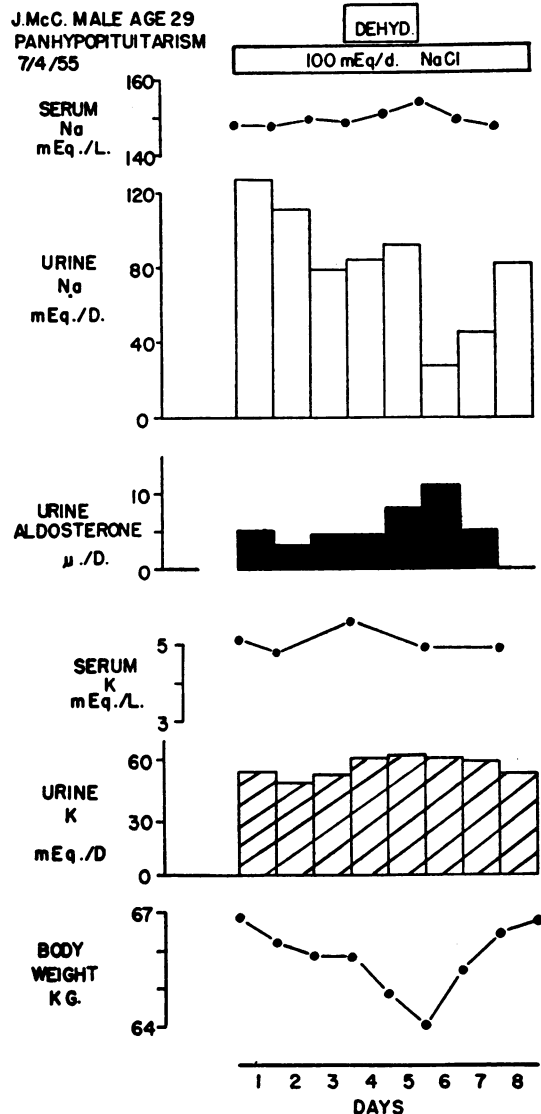 J.McC. MALE AGE 29
PANHYPOPITUITARISM
7/4/55
DEHYD.
100 mEq/d. NaCl
SERUM
Na
mEq./L.
160
140
URINE
Na
mEq./D.
120
80
40
0
URINE
ALDOSTERONE
μ./D.
10
0
SERUM
K
mEq./L.
5
3
URINE
K
mEq./D
60
30
0
BODY
WEIGHT
KG.
67
64
1 2 3 4 5 6 7 8
DAYS